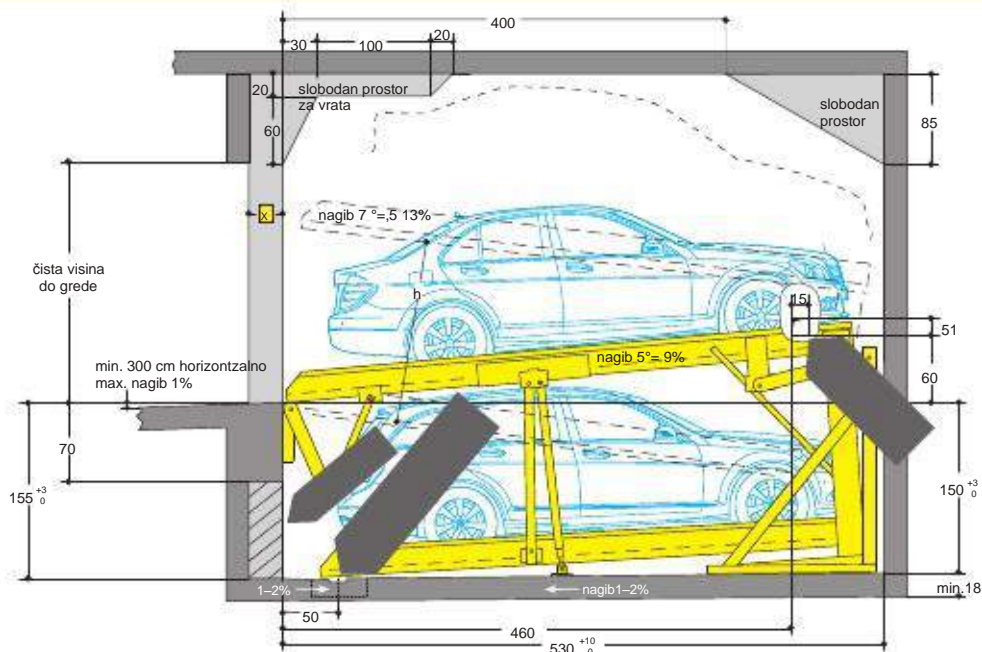 400
30
100
20
slobodan prostor
za vrata
20
60
slobodan
prostor
85
x
nagib 7 °=,5 13%
čista visina
do grede
h
15
51
nagib 5°= 9%
min. 300 cm horizontzalno
max. nagib 1%
60
70
155 +3 0
150 +3 0
1–2%
nagib1–2%
min.18
50
460
530 +10 0